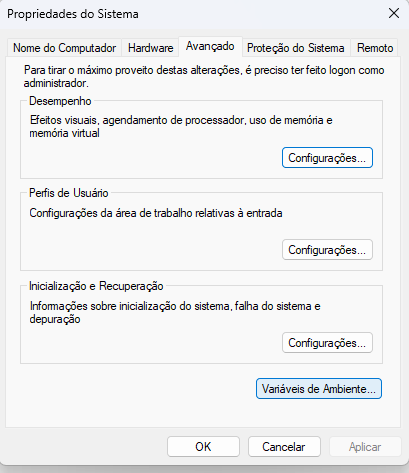 Propriedades do Sistema
Nome do Computador Hardware Avançado Proteção do Sistema Remoto
Para tirar o máximo proveito destas alterações, é preciso ter feito logon como
administrador.
Desempenho
Efeitos visuais, agendamento de processador, uso de memória e
memória virtual
Configurações...
Perfis de Usuário
Configurações da área de trabalho relativas à entrada
Configurações...
Inicialização e Recuperação
Informações sobre inicialização do sistema, falha do sistema e
depuração
Configurações...
Variáveis de Ambiente...
OK Cancelar Aplicar